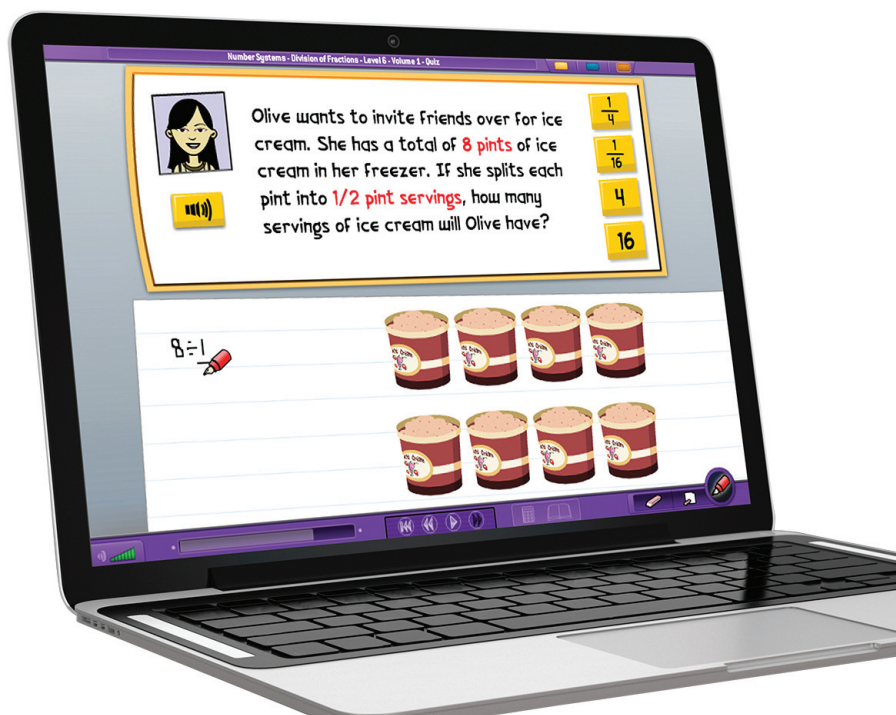 Number Systems - Division of Fractions - Level 6 - Volume 1 - Quiz
Olive wants to invite friends over for ice
cream. She has a total of 8 pints of ice
cream in her freezer. If she splits each
pint into 1/2 pint servings, how many
servings of ice cream will Olive have?
1/4
1/16
4
16
8÷1